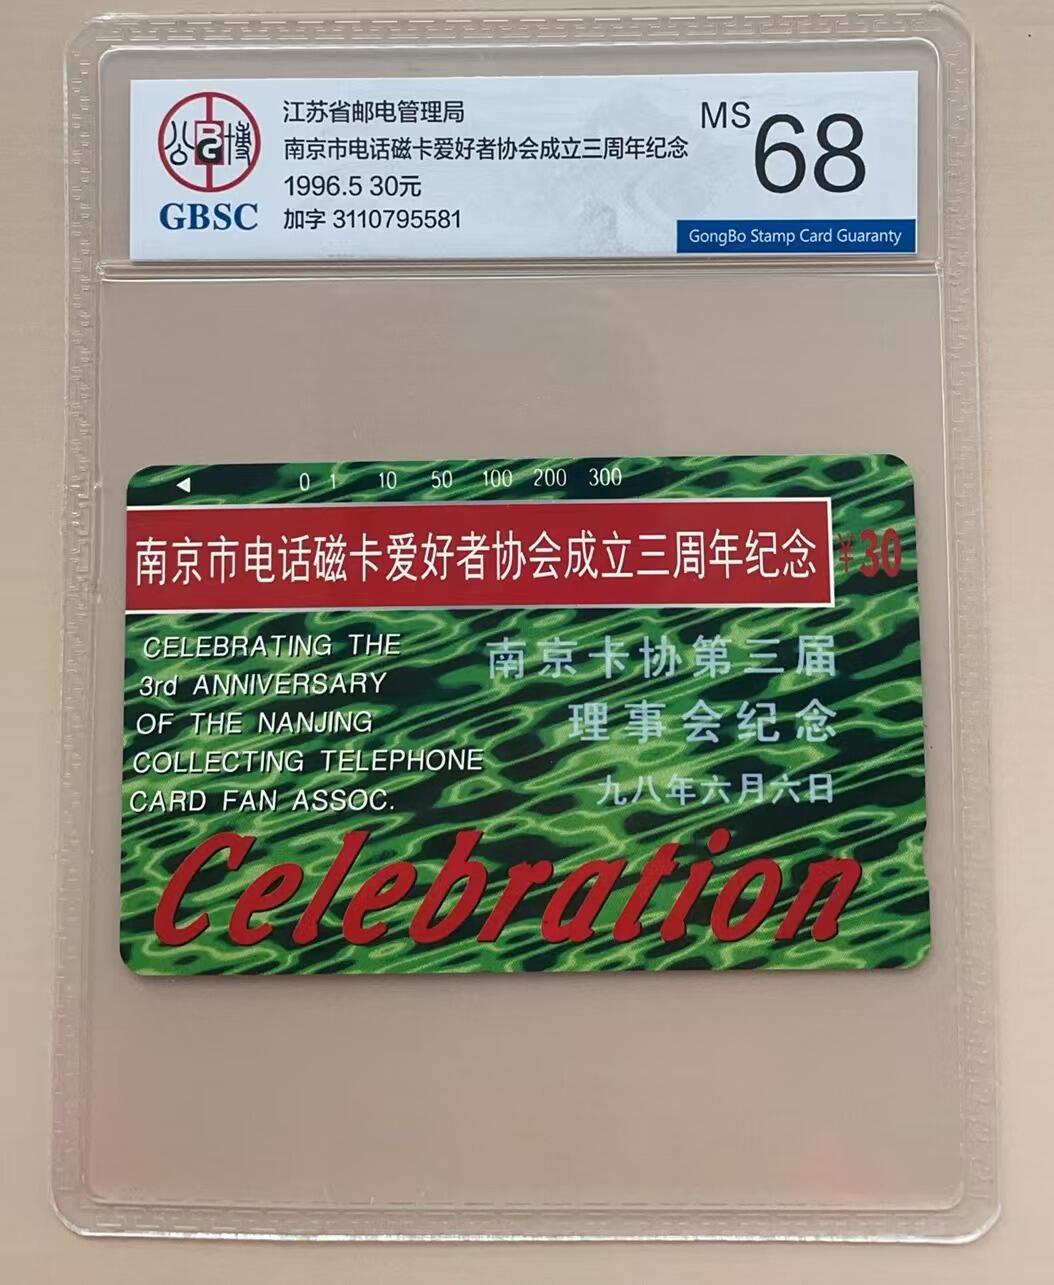 公博
BG
GBSC
江苏省邮电管理局
南京市电话磁卡爱好者协会成立三周年纪念
1996.5 30元
加字 3110795581
MS 68
GongBo Stamp Card Guaranty
0 1 10 50 100 200 300
南京市电话磁卡爱好者协会成立三周年纪念
¥30
CELEBRATING THE
3rd ANNIVERSARY
OF THE NANJING
COLLECTING TELEPHONE
CARD FAN ASSOC.
南京卡协第三届
理事会纪念
九八年六月六日
Celebration